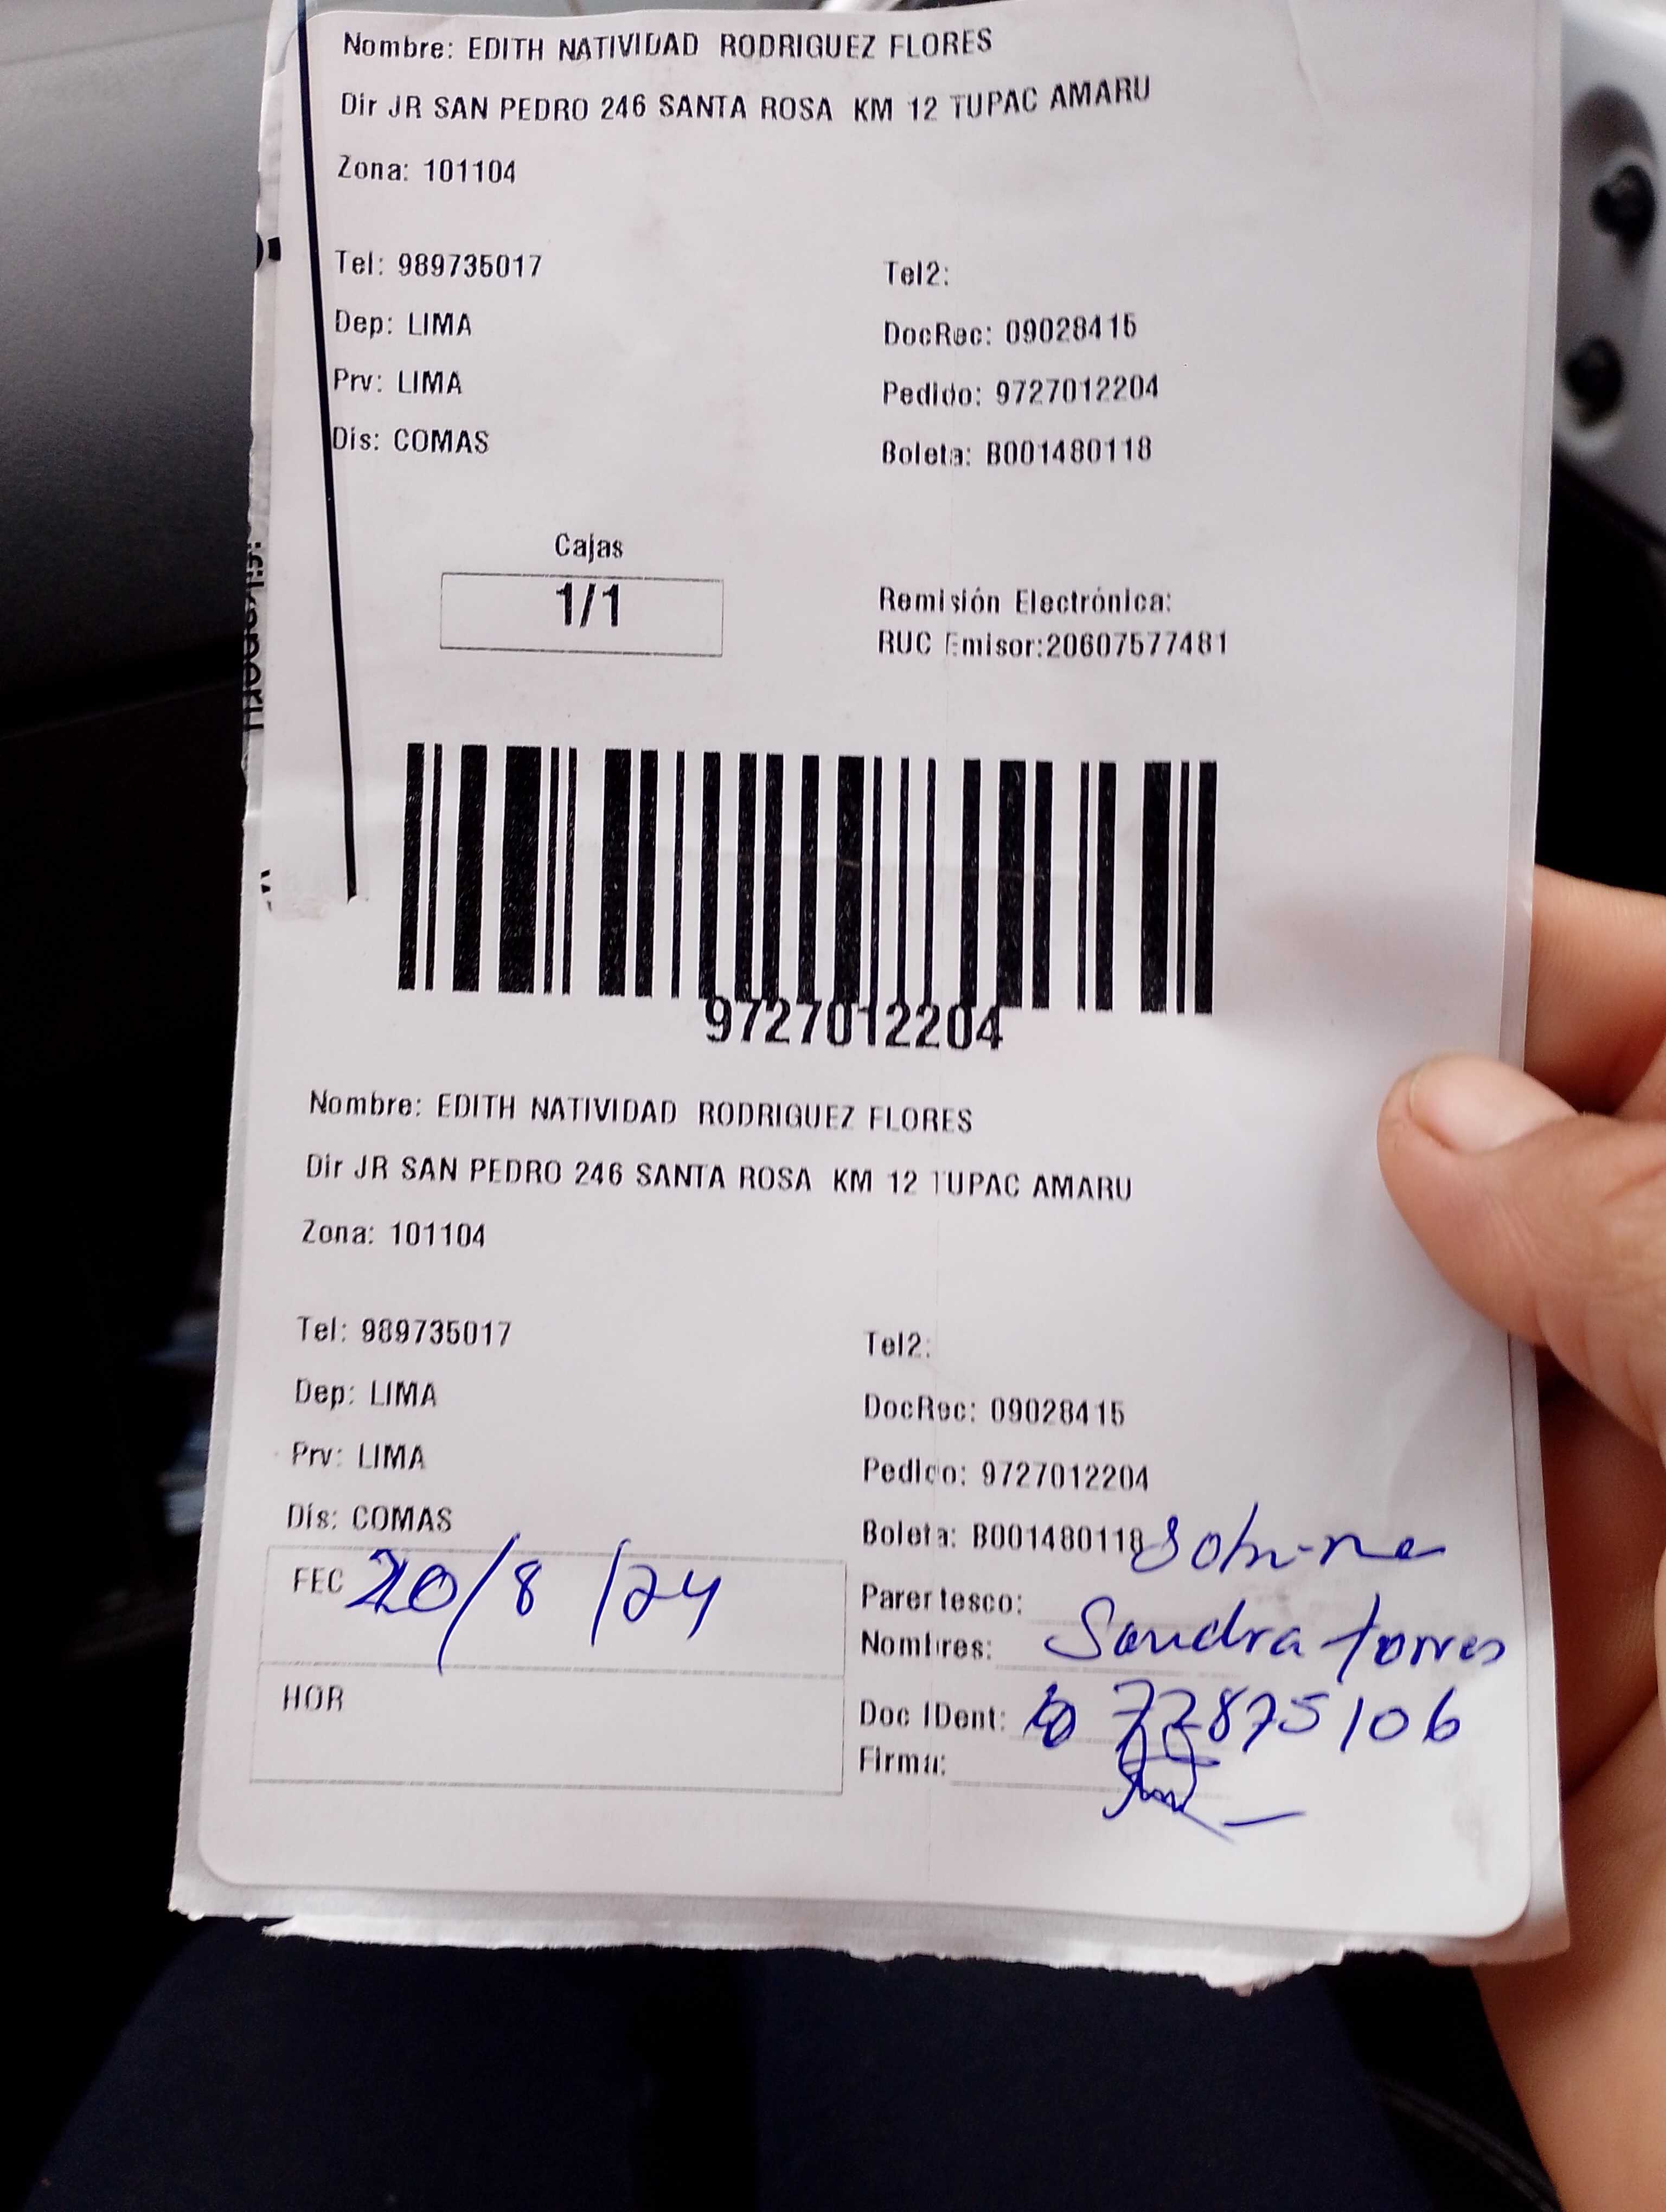 Nombre: EDITH NATIVIDAD RODRIGUEZ FLORES
Dir JR SAN PEDRO 246 SANTA ROSA KM 12 TUPAC AMARU
Zona: 101104
Tel: 989735017 Tel2:
Dep: LIMA DocRec: 09028415
Prv: LIMA Pedido: 9727012204
Dis: COMAS Boleta: B001480118
Cajas
1/1
Remisión Electrónica:
RUC Emisor:20607577481
9727012204
Nombre: EDITH NATIVIDAD RODRIGUEZ FLORES
Dir JR SAN PEDRO 246 SANTA ROSA KM 12 TUPAC AMARU
Zona: 101104
Tel: 989735017 Tel2:
Dep: LIMA DocRec: 09028415
Prv: LIMA Pedido: 9727012204
Dis: COMAS Boleta: B001480118
FEC 20/8/24 Parentesco: Sobrina
Nombres: Sandra torres
HOR Doc IDent: 72875106
Firma: